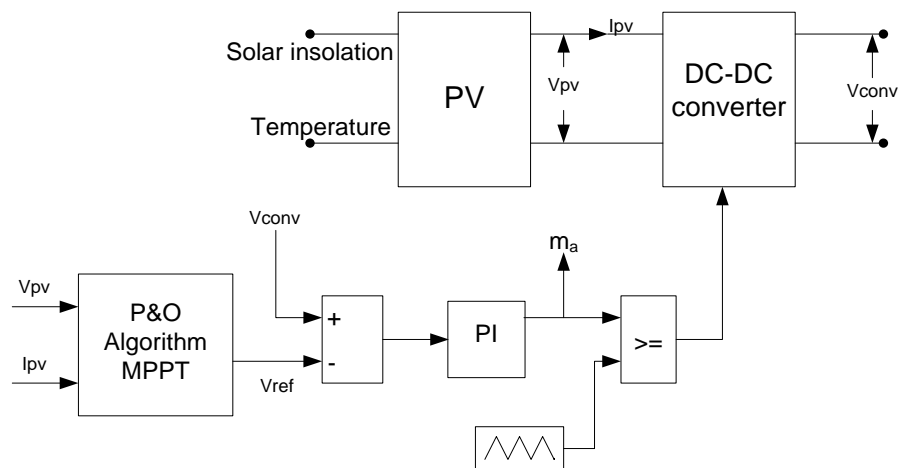 Solar insolation
Temperature
PV
Ipv
Vpv
DC-DC
converter
Vconv
Vconv
Vpv
Ipv
P&O
Algorithm
MPPT
Vref
+
-
PI
ma
>=